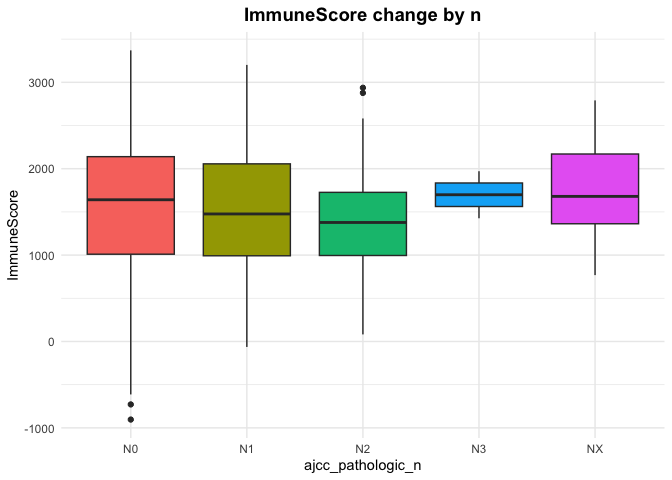 ImmuneScore change by n
ImmuneScore
3000
2000
1000
0
-1000
N0
N1
N2
N3
NX
ajcc_pathologic_n